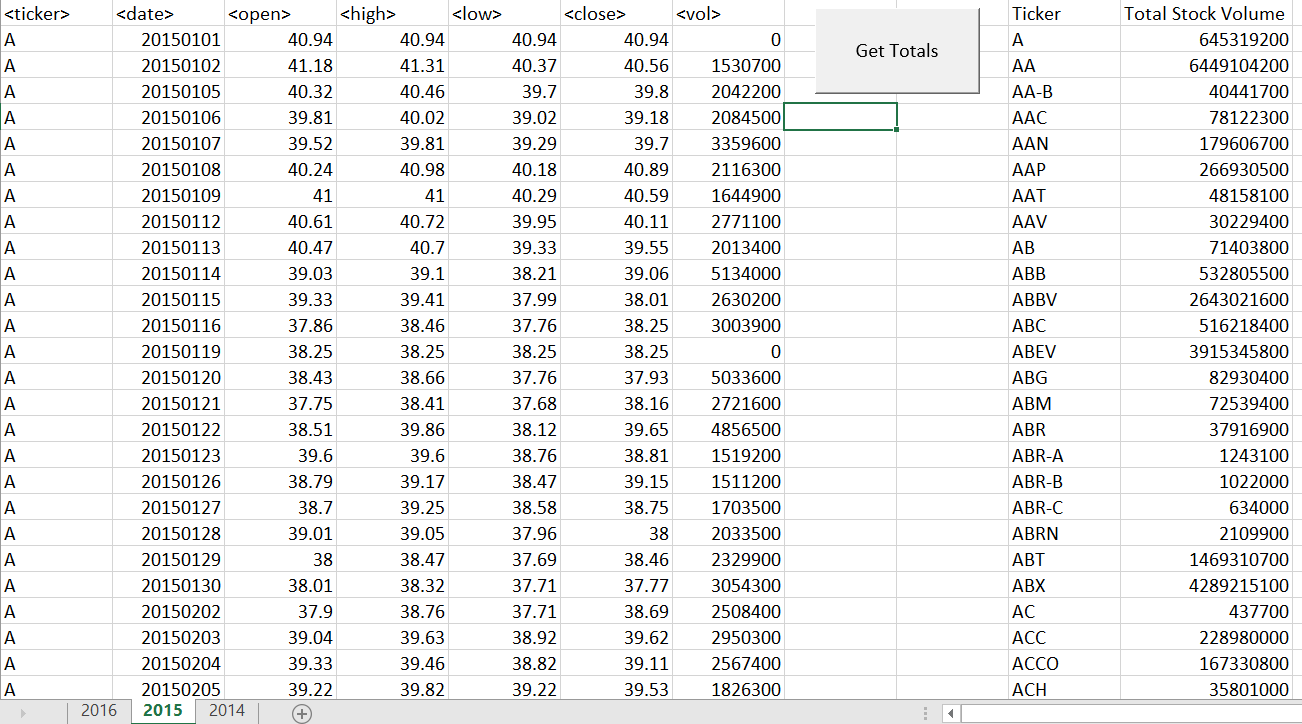 <ticker> <date> <open> <high> <low> <close> <vol> Get Totals Ticker Total Stock Volume
A 20150101 40.94 40.94 40.94 40.94 0 A 645319200
A 20150102 41.18 41.31 40.37 40.56 1530700 AA 6449104200
A 20150105 40.32 40.46 39.7 39.8 2042200 AA-B 40441700
A 20150106 39.81 40.02 39.02 39.18 2084500 AAC 78122300
A 20150107 39.52 39.81 39.29 39.7 3359600 AAN 179606700
A 20150108 40.24 40.98 40.18 40.89 2116300 AAP 266930500
A 20150109 41 41 40.29 40.59 1644900 AAT 48158100
A 20150112 40.61 40.72 39.95 40.11 2771100 AAV 30229400
A 20150113 40.47 40.7 39.33 39.55 2013400 AB 71403800
A 20150114 39.03 39.1 38.21 39.06 5134000 ABB 532805500
A 20150115 39.33 39.41 37.99 38.01 2630200 ABBV 2643021600
A 20150116 37.86 38.46 37.76 38.25 3003900 ABC 516218400
A 20150119 38.25 38.25 38.25 38.25 0 ABEV 3915345800
A 20150120 38.43 38.66 37.76 37.93 5033600 ABG 82930400
A 20150121 37.75 38.41 37.68 38.16 2721600 ABM 72539400
A 20150122 38.51 39.86 38.12 39.65 4856500 ABR 37916900
A 20150123 39.6 39.6 38.76 38.81 1519200 ABR-A 1243100
A 20150126 38.79 39.17 38.47 39.15 1511200 ABR-B 1022000
A 20150127 38.7 39.25 38.58 38.75 1703500 ABR-C 634000
A 20150128 39.01 39.05 37.96 38 2033500 ABRN 2109900
A 20150129 38 38.47 37.69 38.46 2329900 ABT 1469310700
A 20150130 38.01 38.32 37.71 37.77 3054300 ABX 4289215100
A 20150202 37.9 38.76 37.71 38.69 2508400 AC 437700
A 20150203 39.04 39.63 38.92 39.62 2950300 ACC 228980000
A 20150204 39.33 39.46 38.82 39.11 2567400 ACCO 167330800
A 20150205 39.22 39.82 39.22 39.53 1826300 ACH 35801000
2016 2015 2014